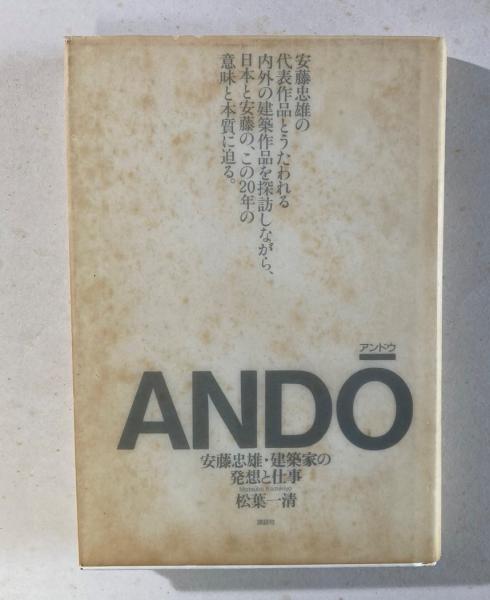 安藤忠雄の
代表作品とうたわれる
内外の建築作品を探訪しながら、
日本と安藤の、この20年の
意味と本質に迫る。
アンドウ
ANDŌ
安藤忠雄・建築家の
発想と仕事
Matsuba Kazukiyo
松葉一清
講談社